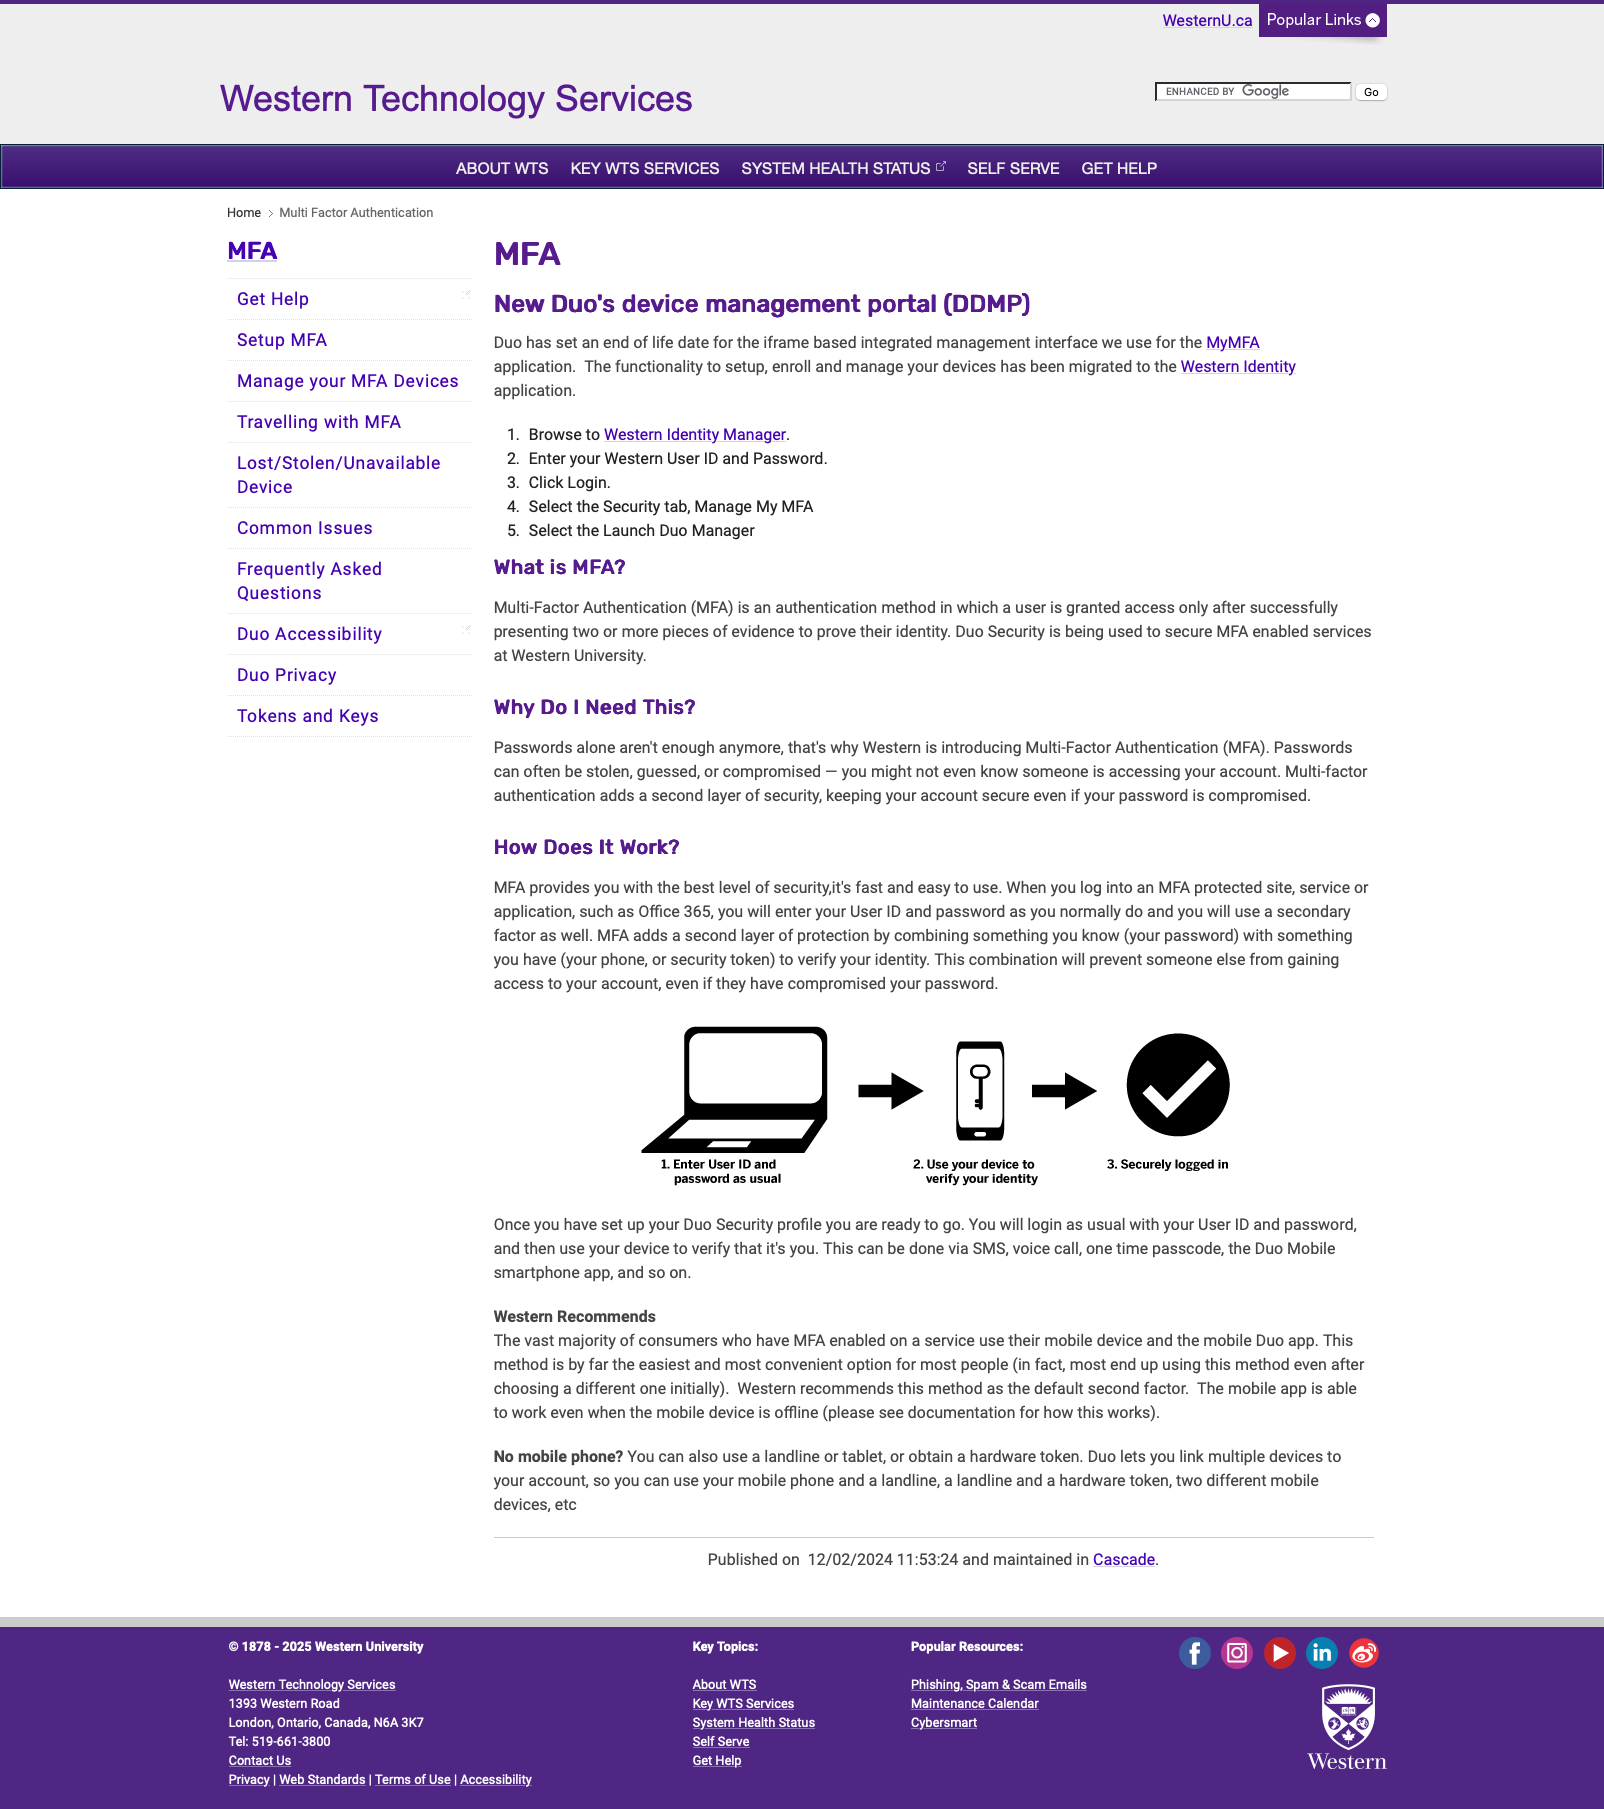 WesternU.ca
Popular Links
Western Technology Services
ENHANCED BY Google
Go
ABOUT WTS
KEY WTS SERVICES
SYSTEM HEALTH STATUS
SELF SERVE
GET HELP
Home > Multi Factor Authentication
MFA
Get Help
Setup MFA
Manage your MFA Devices
Travelling with MFA
Lost/Stolen/Unavailable
Device
Common Issues
Frequently Asked
Questions
Duo Accessibility
Duo Privacy
Tokens and Keys
MFA
New Duo's device management portal (DDMP)
Duo has set an end of life date for the iframe based integrated management interface we use for the MyMFA
application.  The functionality to setup, enroll and manage your devices has been migrated to the Western Identity
application.
1. Browse to Western Identity Manager.
2. Enter your Western User ID and Password.
3. Click Login.
4. Select the Security tab, Manage My MFA
5. Select the Launch Duo Manager
What is MFA?
Multi-Factor Authentication (MFA) is an authentication method in which a user is granted access only after successfully
presenting two or more pieces of evidence to prove their identity. Duo Security is being used to secure MFA enabled services
at Western University.
Why Do I Need This?
Passwords alone aren't enough anymore, that's why Western is introducing Multi-Factor Authentication (MFA). Passwords
can often be stolen, guessed, or compromised — you might not even know someone is accessing your account. Multi-factor
authentication adds a second layer of security, keeping your account secure even if your password is compromised.
How Does It Work?
MFA provides you with the best level of security,it's fast and easy to use. When you log into an MFA protected site, service or
application, such as Office 365, you will enter your User ID and password as you normally do and you will use a secondary
factor as well. MFA adds a second layer of protection by combining something you know (your password) with something
you have (your phone, or security token) to verify your identity. This combination will prevent someone else from gaining
access to your account, even if they have compromised your password.
1. Enter User ID and
password as usual
2. Use your device to
verify your identity
3. Securely logged in
Once you have set up your Duo Security profile you are ready to go. You will login as usual with your User ID and password,
and then use your device to verify that it's you. This can be done via SMS, voice call, one time passcode, the Duo Mobile
smartphone app, and so on.
Western Recommends
The vast majority of consumers who have MFA enabled on a service use their mobile device and the mobile Duo app. This
method is by far the easiest and most convenient option for most people (in fact, most end up using this method even after
choosing a different one initially).  Western recommends this method as the default second factor.  The mobile app is able
to work even when the mobile device is offline (please see documentation for how this works).
No mobile phone? You can also use a landline or tablet, or obtain a hardware token. Duo lets you link multiple devices to
your account, so you can use your mobile phone and a landline, a landline and a hardware token, two different mobile
devices, etc
Published on  12/02/2024 11:53:24 and maintained in Cascade.
© 1878 - 2025 Western University
Western Technology Services
1393 Western Road
London, Ontario, Canada, N6A 3K7
Tel: 519-661-3800
Contact Us
Privacy | Web Standards | Terms of Use | Accessibility
Key Topics:
About WTS
Key WTS Services
System Health Status
Self Serve
Get Help
Popular Resources:
Phishing, Spam & Scam Emails
Maintenance Calendar
Cybersmart
f
in
Western